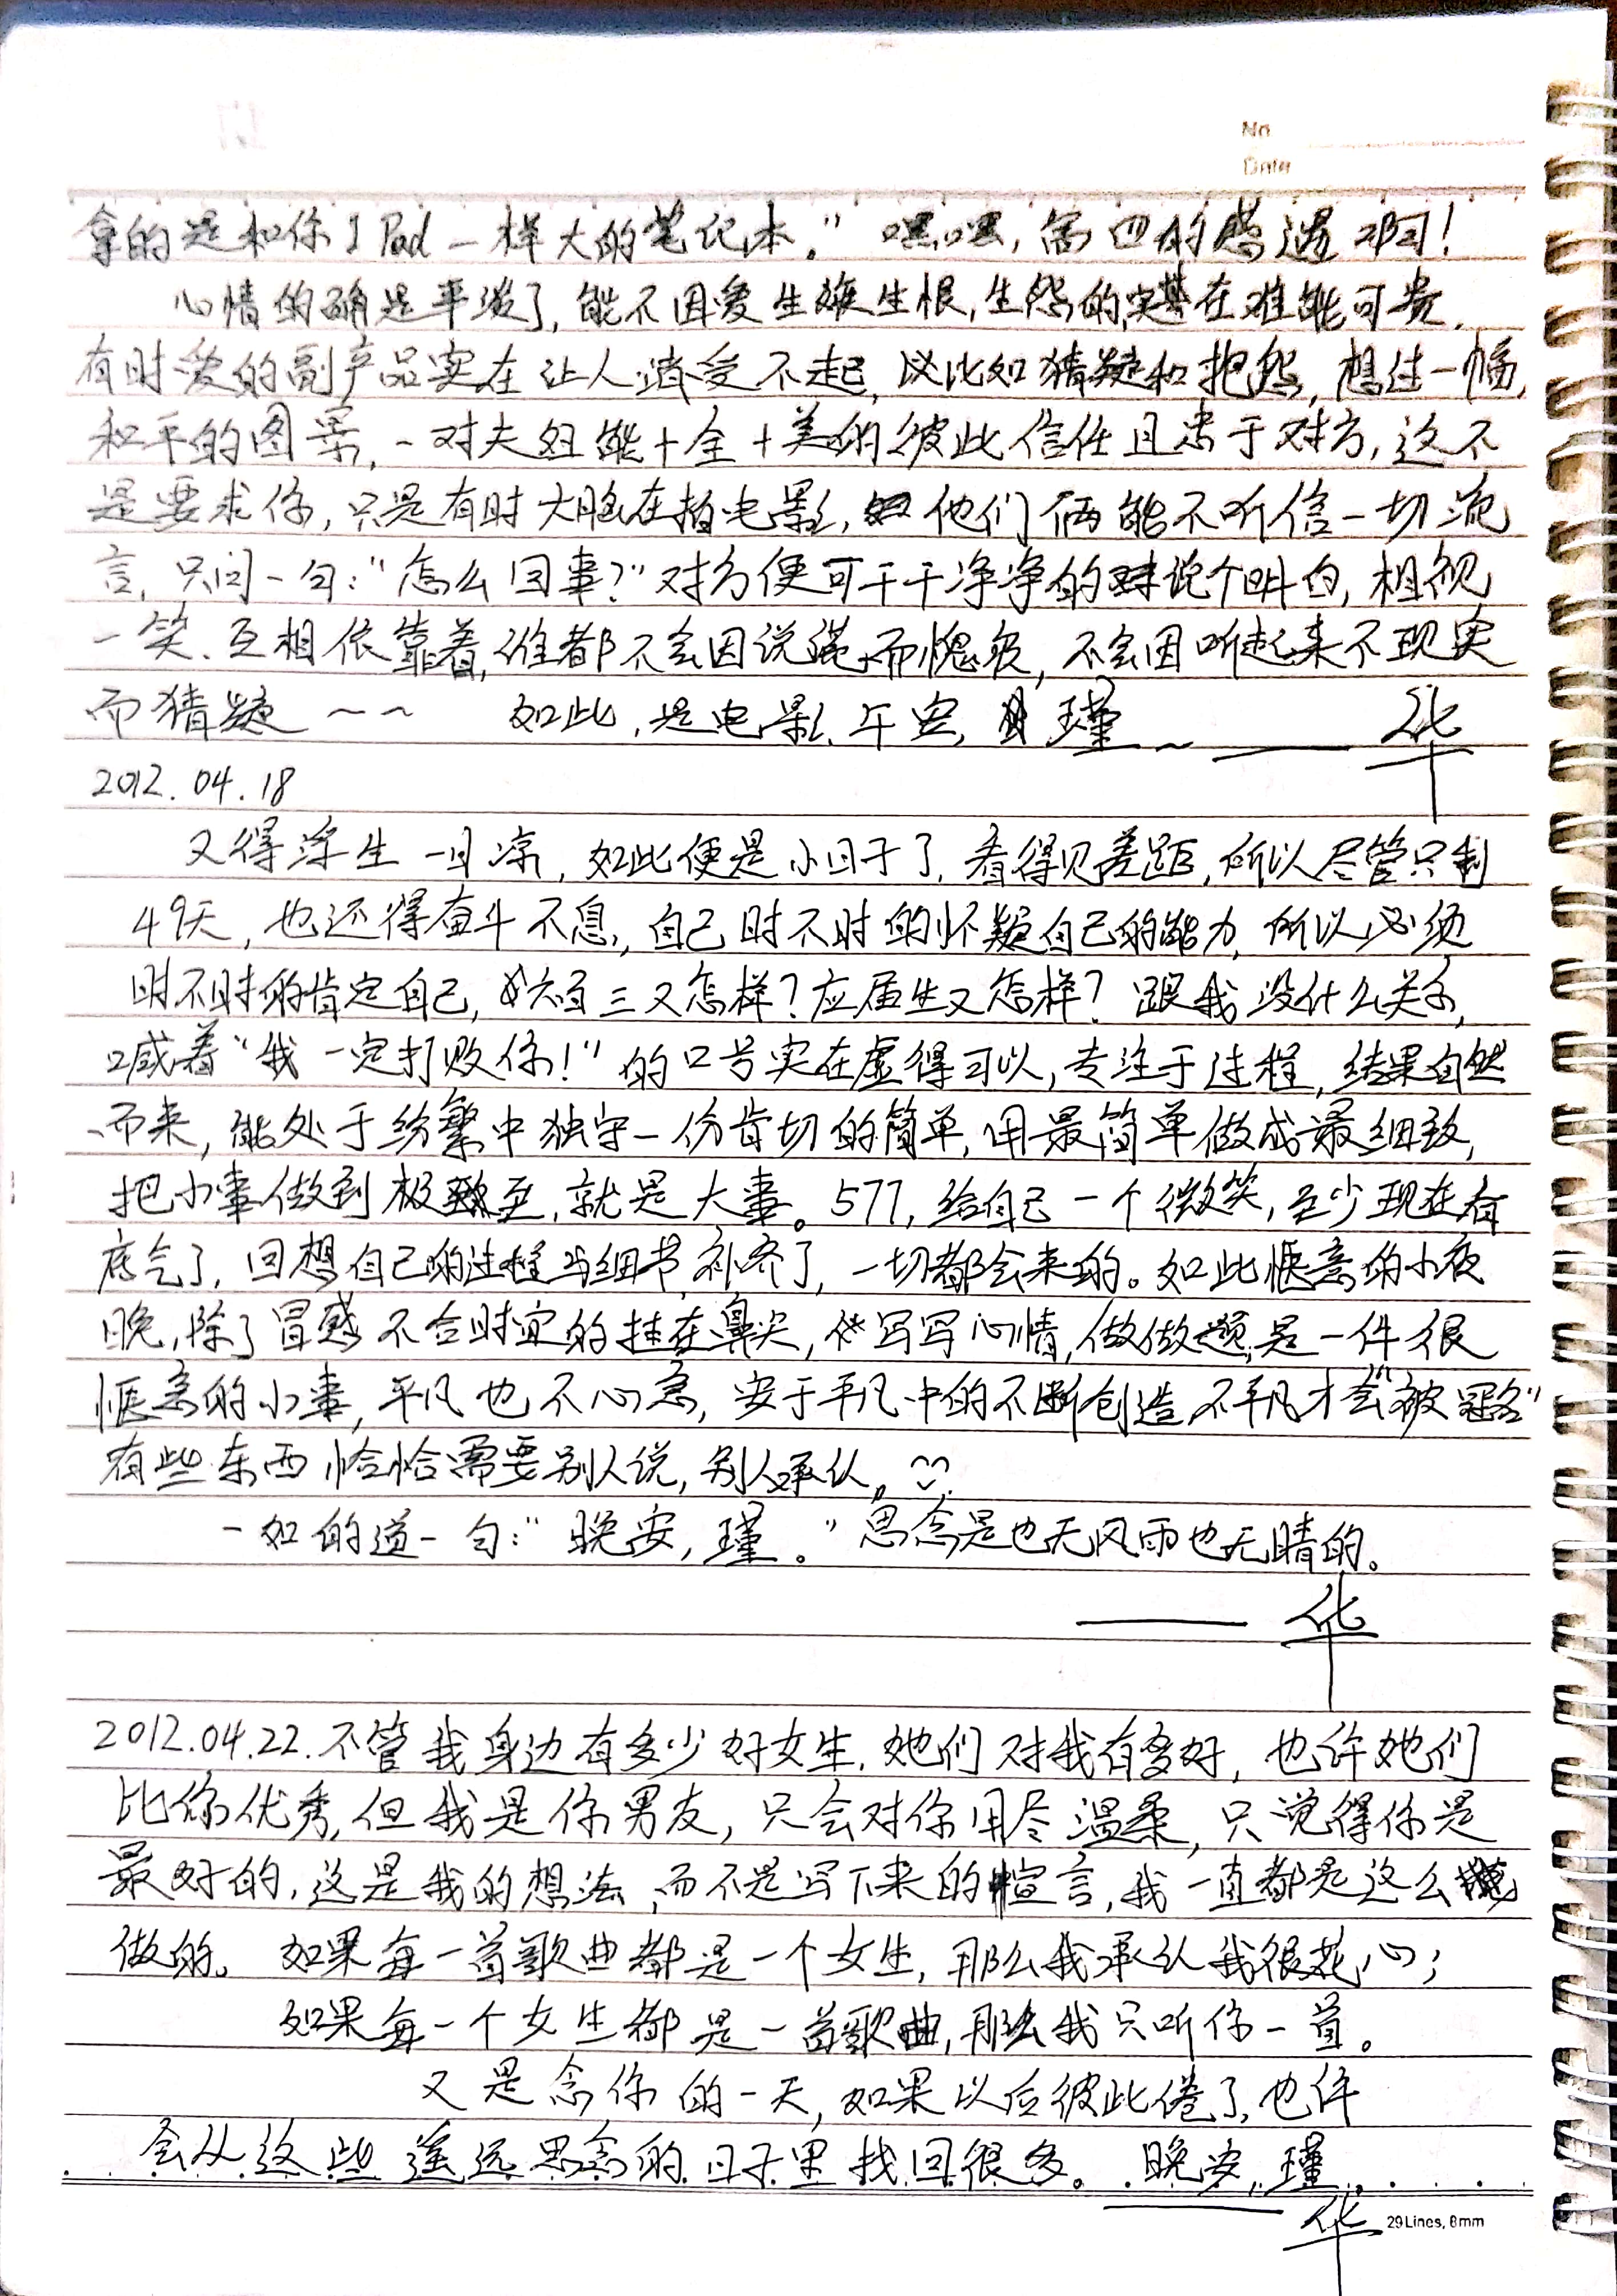 No
Date
拿的是和你IPad一样大的笔记本。”嘿嘿,的感遇啊!
心情的确是平淡了,能不因爱生嫌生恨,生怨的,实在难能可贵,
有时爱的副产品实在让人消受不起,比如猜疑和抱怨,想过一幅
和平的图景,一对夫妇能十全十美的彼此信任且忠于对方,这不
是要求你,只是有时大脑在拍电影,他们俩能不听信一切流
言,只问一句:“怎么回事?”对方便可干干净净的说个明白,相视
一笑、互相依靠着,谁都不会因说谎而愧疚,不会因听起来不现实
而猜疑~~ 如此,是电影,午安,瑾~——华
2012.04.18
又得浮生一日凉,如此便是小日子了,看得见差距,所以尽管只剩
49天,也还得奋斗不息,自己时不时的怀疑自己的能力,所以必须
时不时的肯定自己,高三又怎样?应届生又怎样?跟我没什么关系,
喊着“我一定打败你!”的口号实在虚得可以,专注于过程,结果自然
而来,能处于纷繁中独守一份肯切的简单,用最简单做成最细致,
把小事做到极至,就是大事。577,给自己一个微笑,至少现在有
底气了,回想自己的过程与细节,补齐了,一切都会来的。如此惬意的小夜
晚,除了冒感不合时宜的挂在鼻尖,写写心情,做做题,是一件很
惬意的小事,平凡也不心急,安于平凡中的不断创造,不平凡才会“被冠名”
有些东西恰恰需要别人说,别人承认。
一如的道一句:“晚安,瑾。”思念是也无风雨也无晴的。
——华
2012.04.22.不管我身边有多少好女生,她们对我有多好,也许她们
比你优秀,但我是你男友,只会对你用尽温柔,只觉得你是
最好的,这是我的想法,而不是写下来的宣言,我一直都是这么
做的。如果每一首歌曲都是一个女生,那么我承认我很花心;
如果每一个女生都是一首歌曲,那么我只听你一首。
又是念你的一天,如果以后彼此倦了,也许
会从这些遥远思念的日子里找回很多。晚安,瑾.
——华
29Lines, 8mm